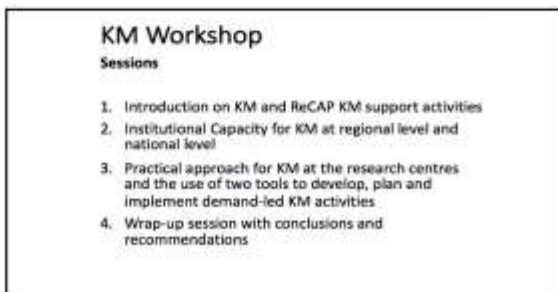 KM Workshop
Sessions
1. Introduction on KM and ReCAP KM support activities
2. Institutional Capacity for KM at regional level and
national level
3. Practical approach for KM at the research centres
and the use of two tools to develop, plan and
implement demand-led KM activities
4. Wrap-up session with conclusions and
recommendations